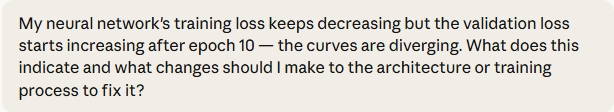 My neural network's training loss keeps decreasing but the validation loss
starts increasing after epoch 10 — the curves are diverging. What does this
indicate and what changes should I make to the architecture or training
process to fix it?